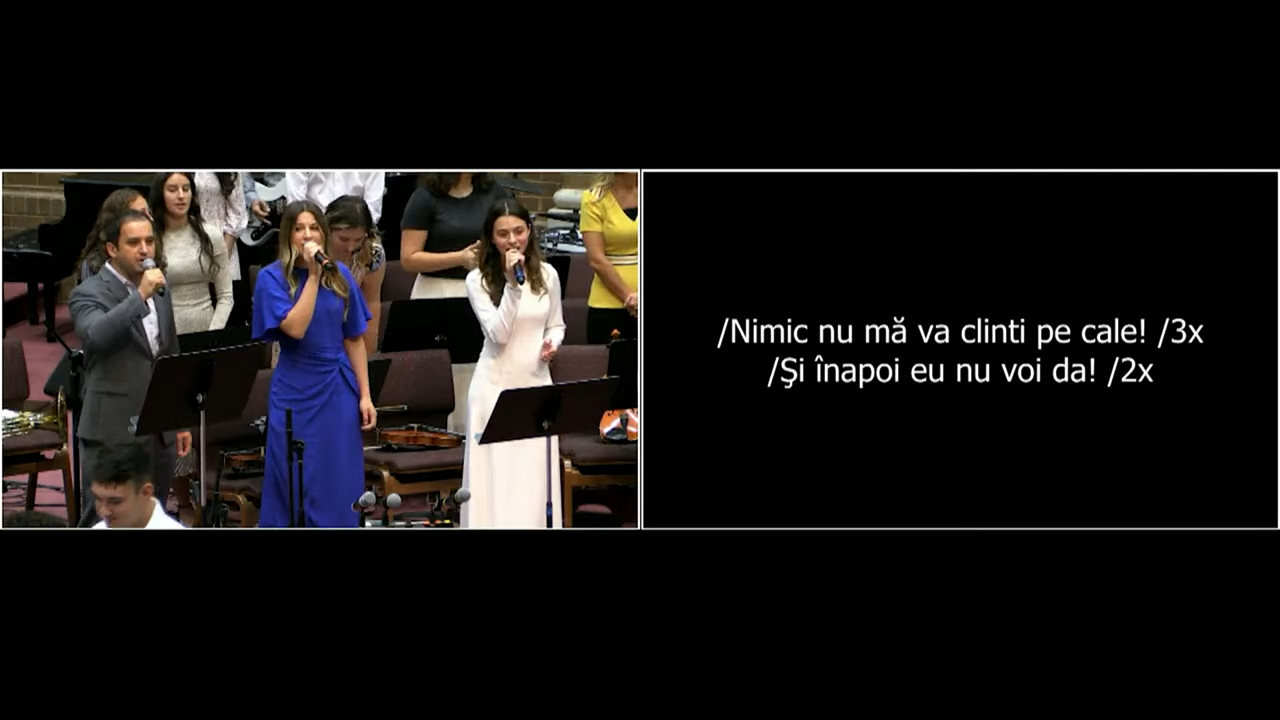 /Nimic nu mă va clinti pe cale! /3x
/Şi înapoi eu nu voi da! /2x